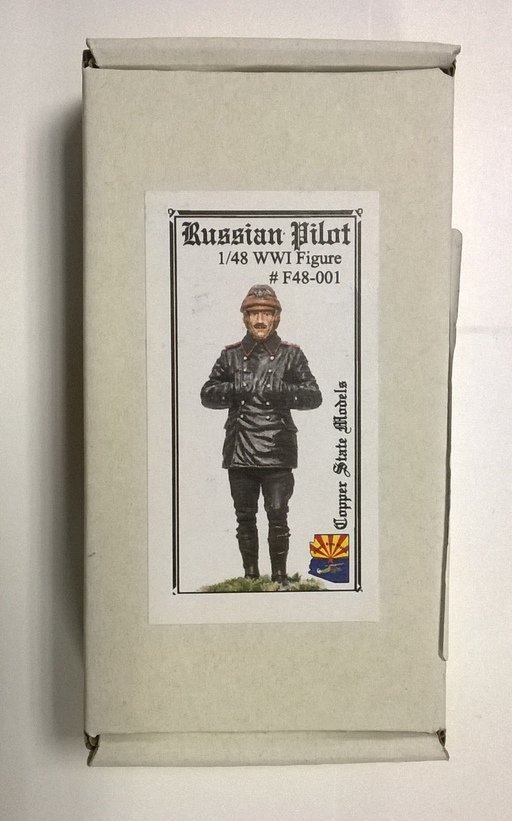 Russian Pilot
1/48 WWI Figure
# F48-001
Copper State Models